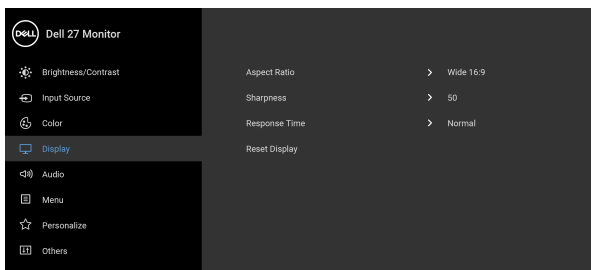 DELL Dell 27 Monitor
Brightness/Contrast
Input Source
Color
Display
Audio
Menu
Personalize
Others
Aspect Ratio > Wide 16:9
Sharpness > 50
Response Time > Normal
Reset Display